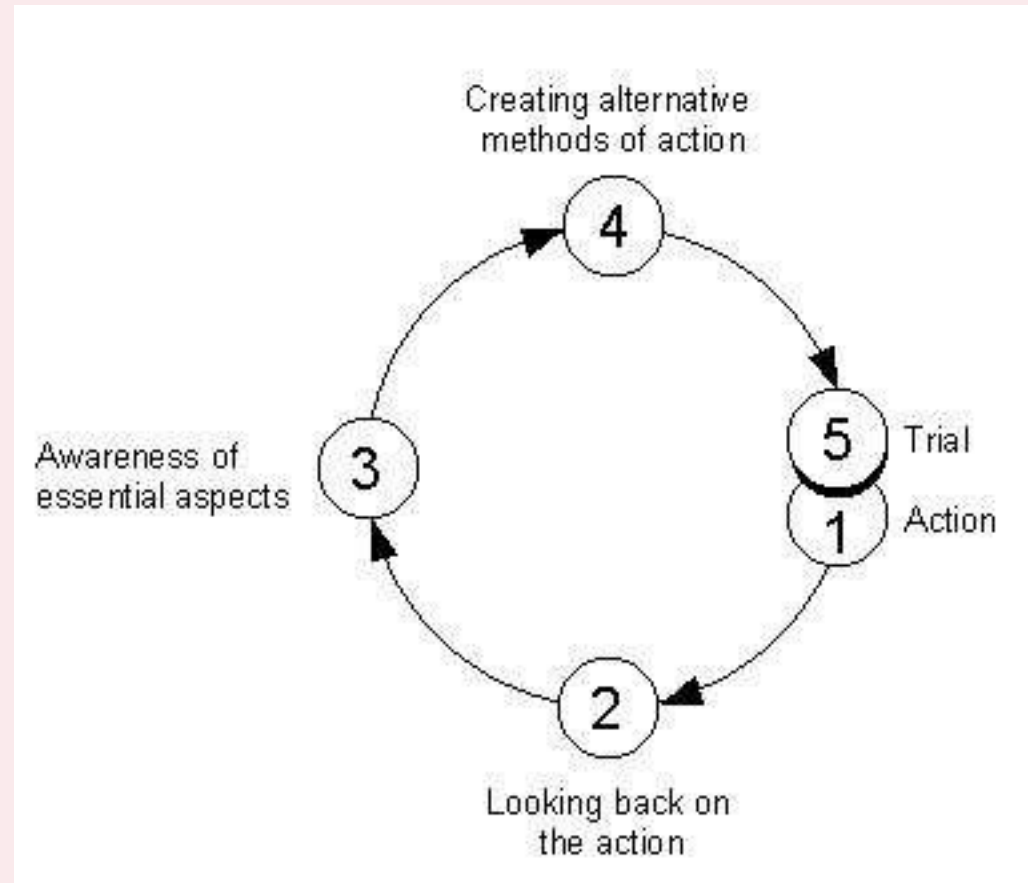 Creating alternative
methods of action
4
5
Trial
3
Awareness of
essential aspects
1
Action
2
Looking back on
the action